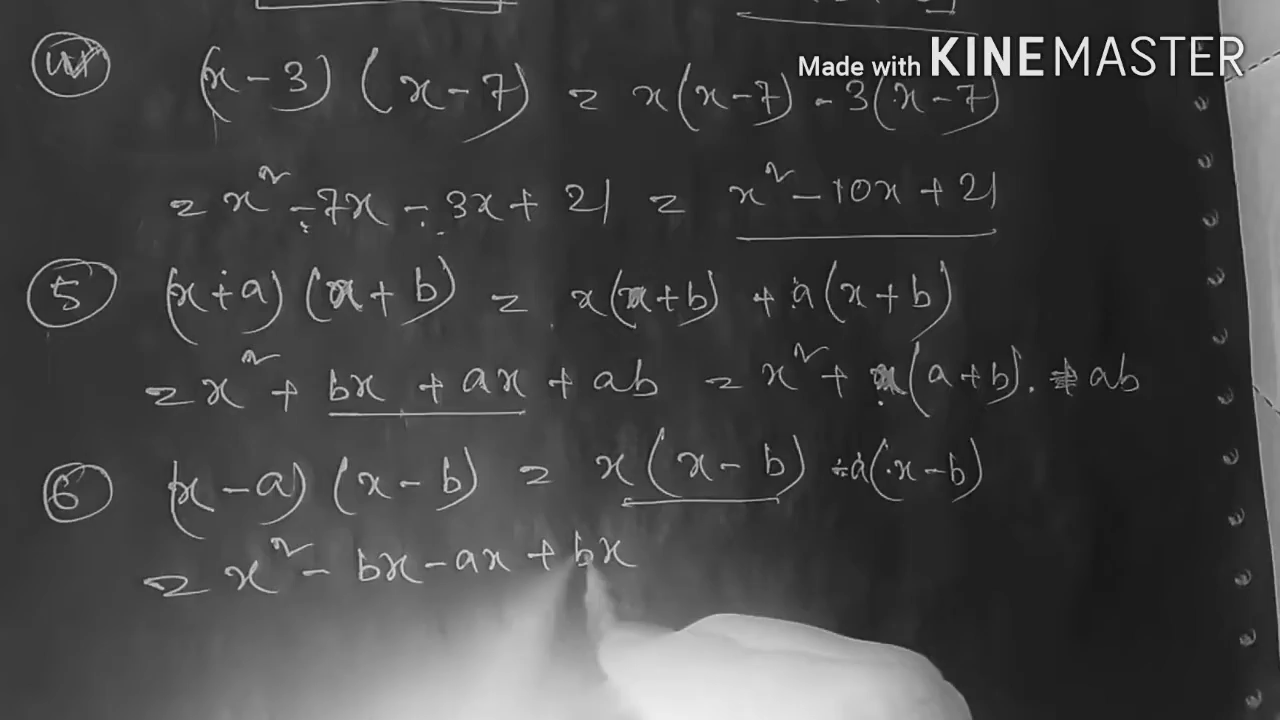 Made with KINEMASTER
(x-3) (x-7) = x(x-7) - 3(x-7)
= x² - 7x - 3x + 21 = x² - 10x + 21
5 (x+a) (x+b) = x(x+b) + a(x+b)
= x² + bx + ax + ab = x² + x(a+b) + ab
6 (x-a) (x-b) = x(x-b) -a(x-b)
= x² - bx - ax + bx